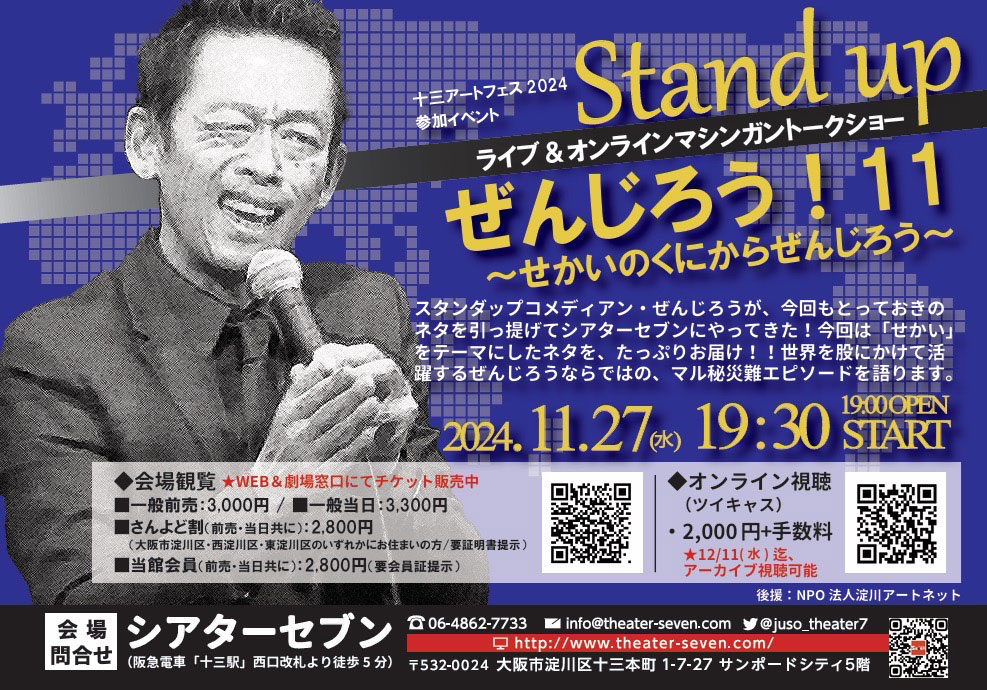 十三アートフェス2024
参加イベント
Stand up
ライブ&オンラインマシンガントークショー
ぜんじろう！11
～せかいのくにからぜんじろう～
スタンダップコメディアン・ぜんじろうが、今回もとっておきの
ネタを引っ提げてシアターセブンにやってきた！今回は「せかい」
をテーマにしたネタを、たっぷりお届け！！世界を股にかけて活
躍するぜんじろうならではの、マル秘災難エピソードを語ります。
2024. 11.27(水) 19:30 START
19:00 OPEN
◆会場観覧 ★WEB&劇場窓口にてチケット販売中
■一般前売:3,000円 / ■一般当日:3,300円
■さんよど割(前売・当日共に):2,800円
(大阪市淀川区・西淀川区・東淀川区のいずれかにお住まいの方/要証明書提示)
■当館会員(前売・当日共に):2,800円(要会員証提示)
◆オンライン視聴
(ツイキャス)
・2,000円+手数料
★12/11(水)迄、
アーカイブ視聴可能
後援：NPO法人淀川アートネット
会場
問合せ
シアターセブン
(阪急電車「十三駅」西口改札より徒歩5分)
06-4862-7733 info@theater-seven.com @juso_theater7
http://www.theater-seven.com/
〒532-0024 大阪市淀川区十三本町1-7-27 サンポードシティ5階